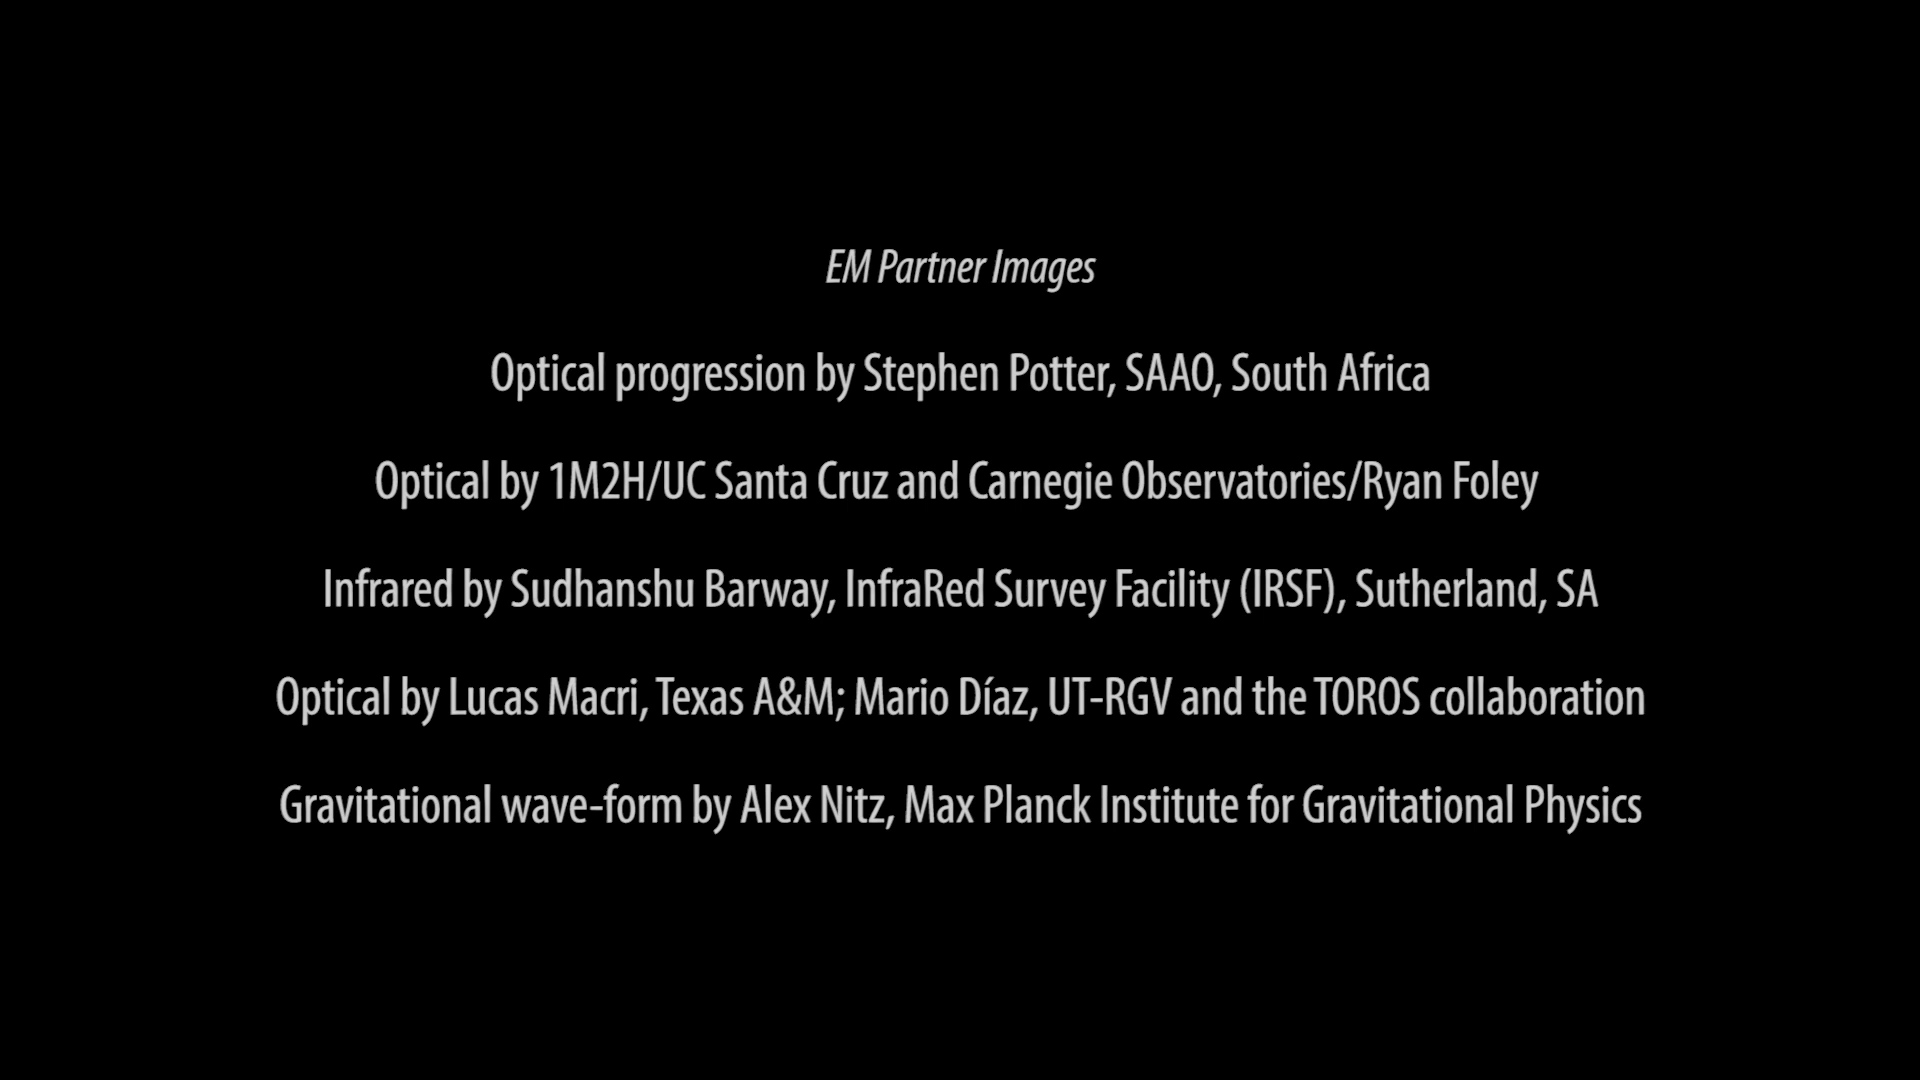 EM Partner Images
Optical progression by Stephen Potter, SAAO, South Africa
Optical by 1M2H/UC Santa Cruz and Carnegie Observatories/Ryan Foley
Infrared by Sudhanshu Barway, InfraRed Survey Facility (IRSF), Sutherland, SA
Optical by Lucas Macri, Texas A&M; Mario Díaz, UT-RGV and the TOROS collaboration
Gravitational wave-form by Alex Nitz, Max Planck Institute for Gravitational Physics